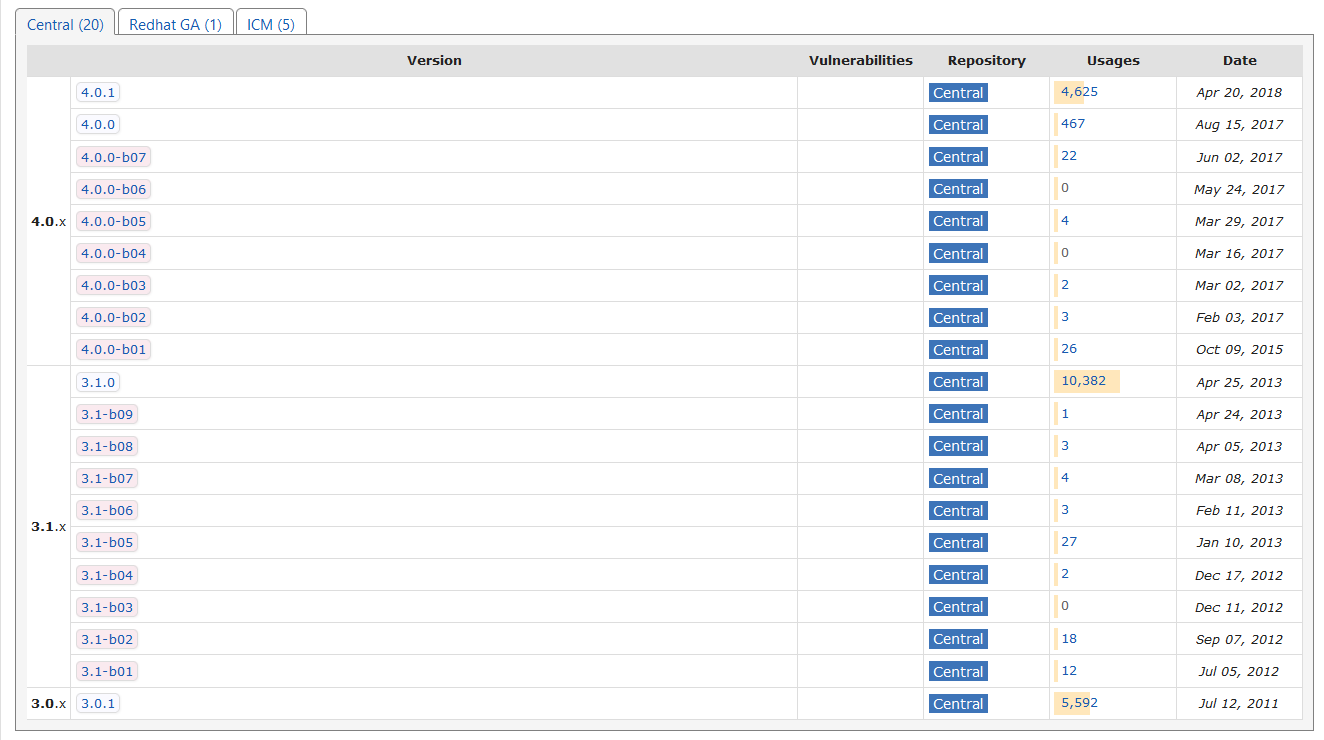 Central (20) Redhat GA (1) ICM (5)
Version Vulnerabilities Repository Usages Date
4.0.1 Central 4,625 Apr 20, 2018
4.0.0 Central 467 Aug 15, 2017
4.0.0-b07 Central 22 Jun 02, 2017
4.0.0-b06 Central 0 May 24, 2017
4.0.x 4.0.0-b05 Central 4 Mar 29, 2017
4.0.0-b04 Central 0 Mar 16, 2017
4.0.0-b03 Central 2 Mar 02, 2017
4.0.0-b02 Central 3 Feb 03, 2017
4.0.0-b01 Central 26 Oct 09, 2015
3.1.0 Central 10,382 Apr 25, 2013
3.1-b09 Central 1 Apr 24, 2013
3.1-b08 Central 3 Apr 05, 2013
3.1-b07 Central 4 Mar 08, 2013
3.1-b06 Central 3 Feb 11, 2013
3.1.x
3.1-b05 Central 27 Jan 10, 2013
3.1-b04 Central 2 Dec 17, 2012
3.1-b03 Central 0 Dec 11, 2012
3.1-b02 Central 18 Sep 07, 2012
3.1-b01 Central 12 Jul 05, 2012
3.0.x 3.0.1 Central 5,592 Jul 12, 2011